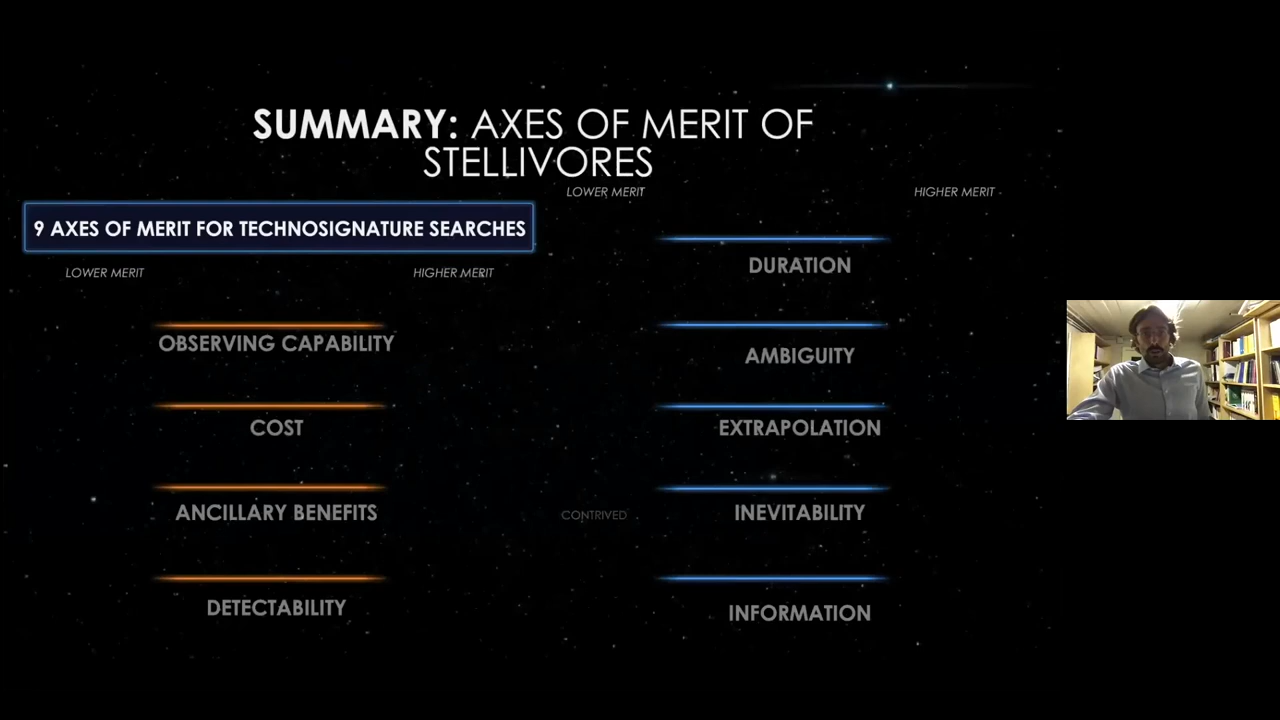 SUMMARY: AXES OF MERIT OF
STELLIVORES
9 AXES OF MERIT FOR TECHNOSIGNATURE SEARCHES
LOWER MERIT HIGHER MERIT
OBSERVING CAPABILITY
COST
ANCILLARY BENEFITS
DETECTABILITY
LOWER MERIT HIGHER MERIT
DURATION
AMBIGUITY
EXTRAPOLATION
CONTRIVED INEVITABILITY
INFORMATION